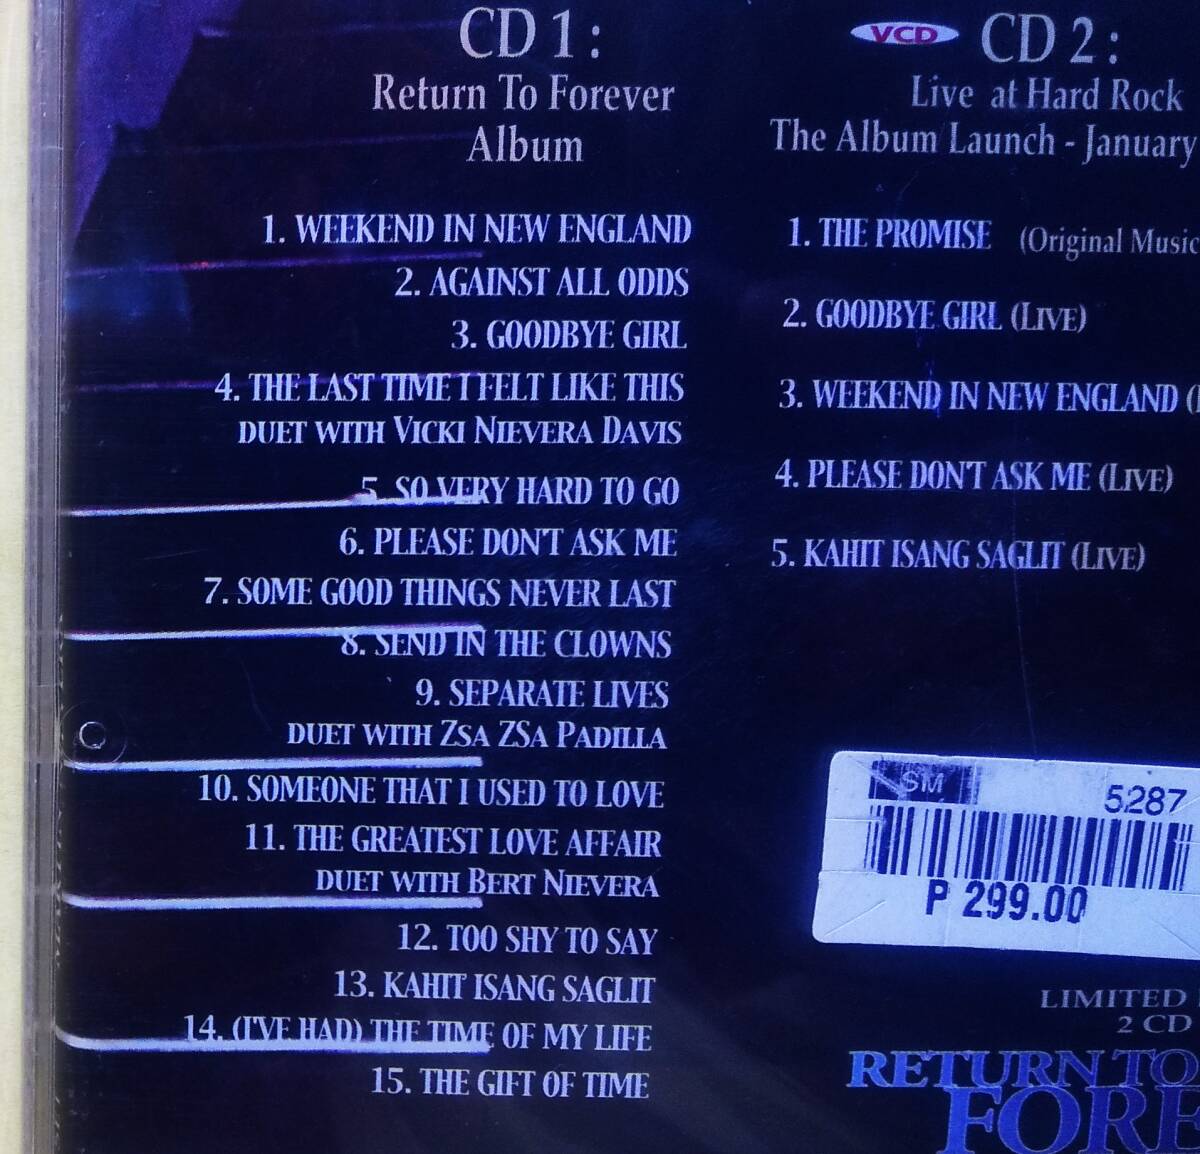 CD 1:
Return To Forever
Album
1. WEEKEND IN NEW ENGLAND
2. AGAINST ALL ODDS
3. GOODBYE GIRL
4. THE LAST TIME I FELT LIKE THIS
DUET WITH VICKI NIEVERA DAVIS
5. SO VERY HARD TO GO
6. PLEASE DON'T ASK ME
7. SOME GOOD THINGS NEVER LAST
8. SEND IN THE CLOWNS
9. SEPARATE LIVES
DUET WITH ZSA ZSA PADILLA
10. SOMEONE THAT I USED TO LOVE
11. THE GREATEST LOVE AFFAIR
DUET WITH BERT NIEVERA
12. TOO SHY TO SAY
13. KAHIT ISANG SAGLIT
14. (I'VE HAD) THE TIME OF MY LIFE
15. THE GIFT OF TIME
VCD CD 2:
Live at Hard Rock
The Album Launch - January
1. THE PROMISE (Original Music
2. GOODBYE GIRL (LIVE)
3. WEEKEND IN NEW ENGLAND (
4. PLEASE DON'T ASK ME (LIVE)
5. KAHIT ISANG SAGLIT (LIVE)
SM
5287
P 299.00
LIMITED
2 CD
RETURN TO
FORE